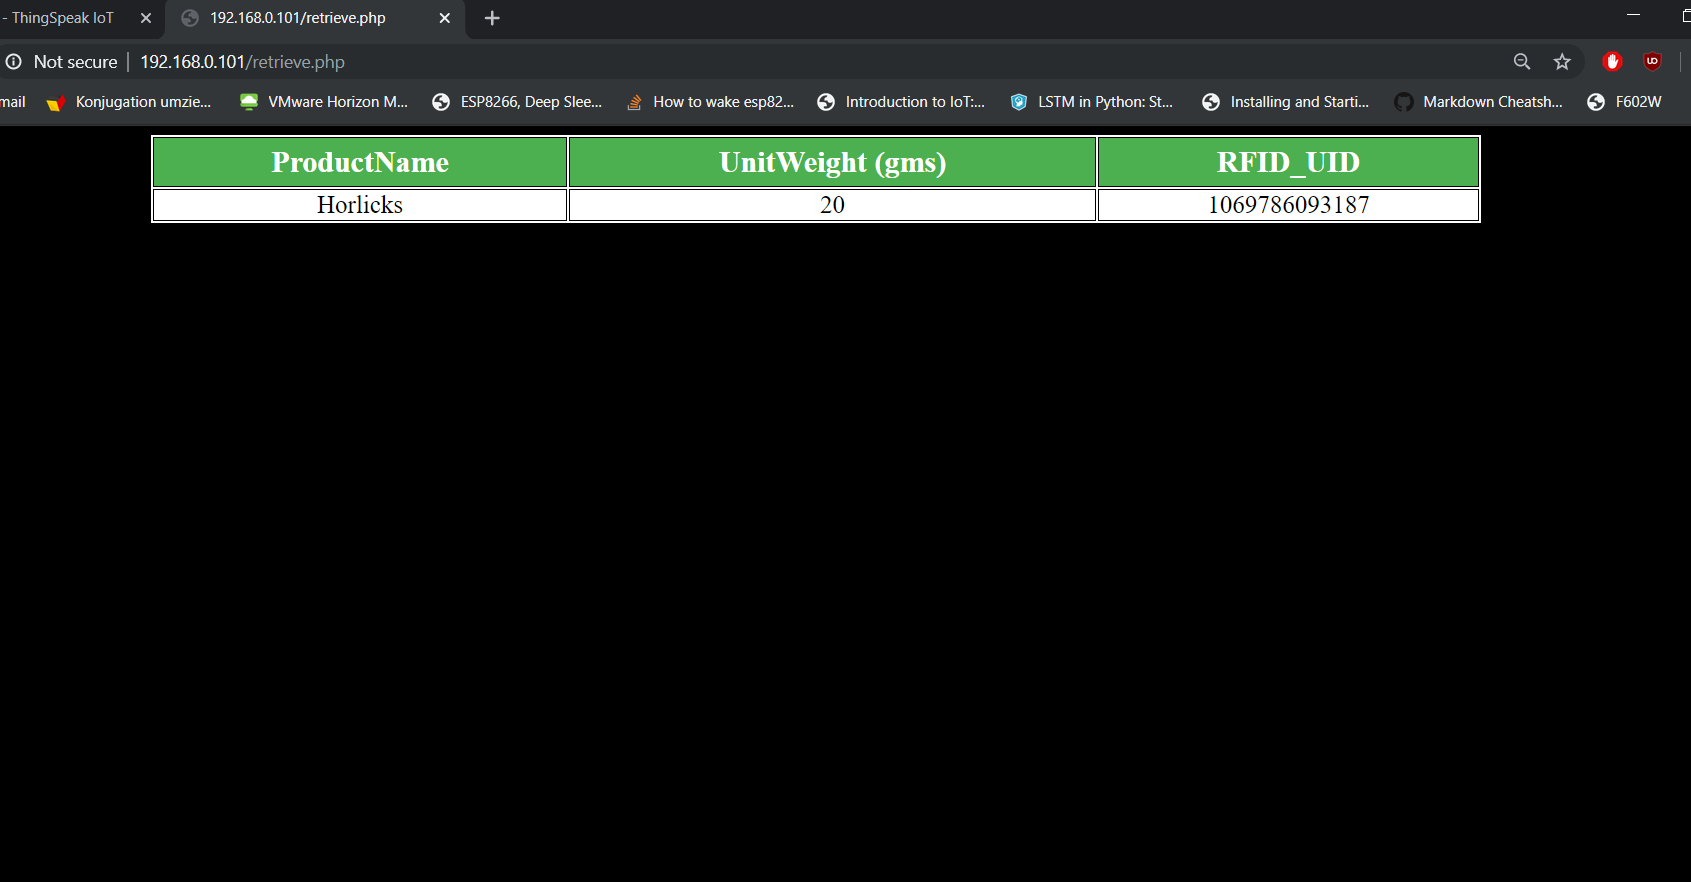 - ThingSpeak IoT 192.168.0.101/retrieve.php
Not secure 192.168.0.101/retrieve.php
mail Konjugation umzie... VMware Horizon M... ESP8266, Deep Slee... How to wake esp82... Introduction to IoT:... LSTM in Python: St... Installing and Starti... Markdown Cheatsh... F602W
ProductName UnitWeight (gms) RFID_UID
Horlicks 20 1069786093187